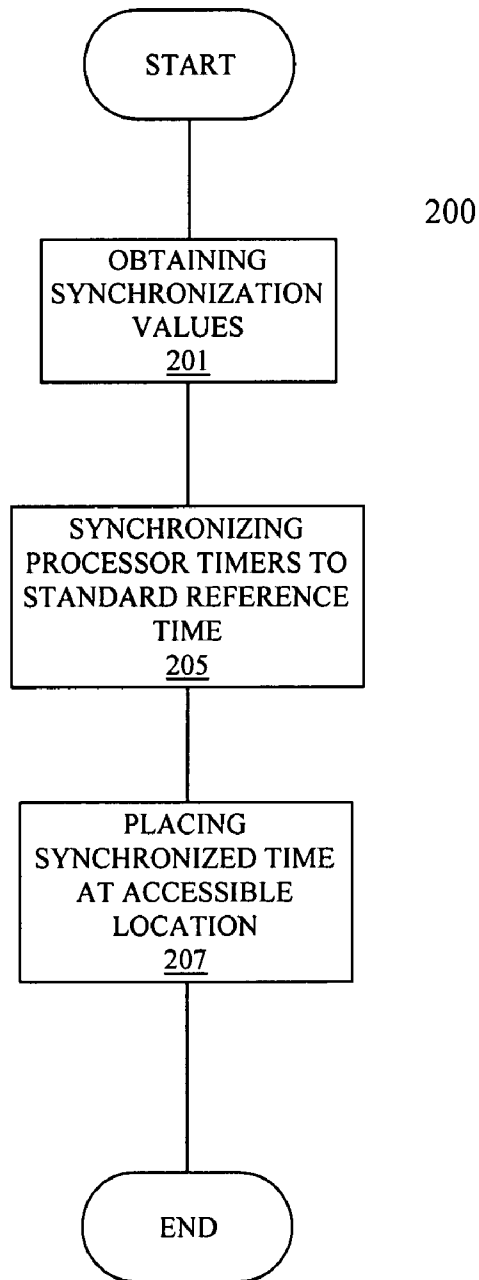 START
200
OBTAINING
SYNCHRONIZATION
VALUES
201
SYNCHRONIZING
PROCESSOR TIMERS TO
STANDARD REFERENCE
TIME
205
PLACING
SYNCHRONIZED TIME
AT ACCESSIBLE
LOCATION
207
END